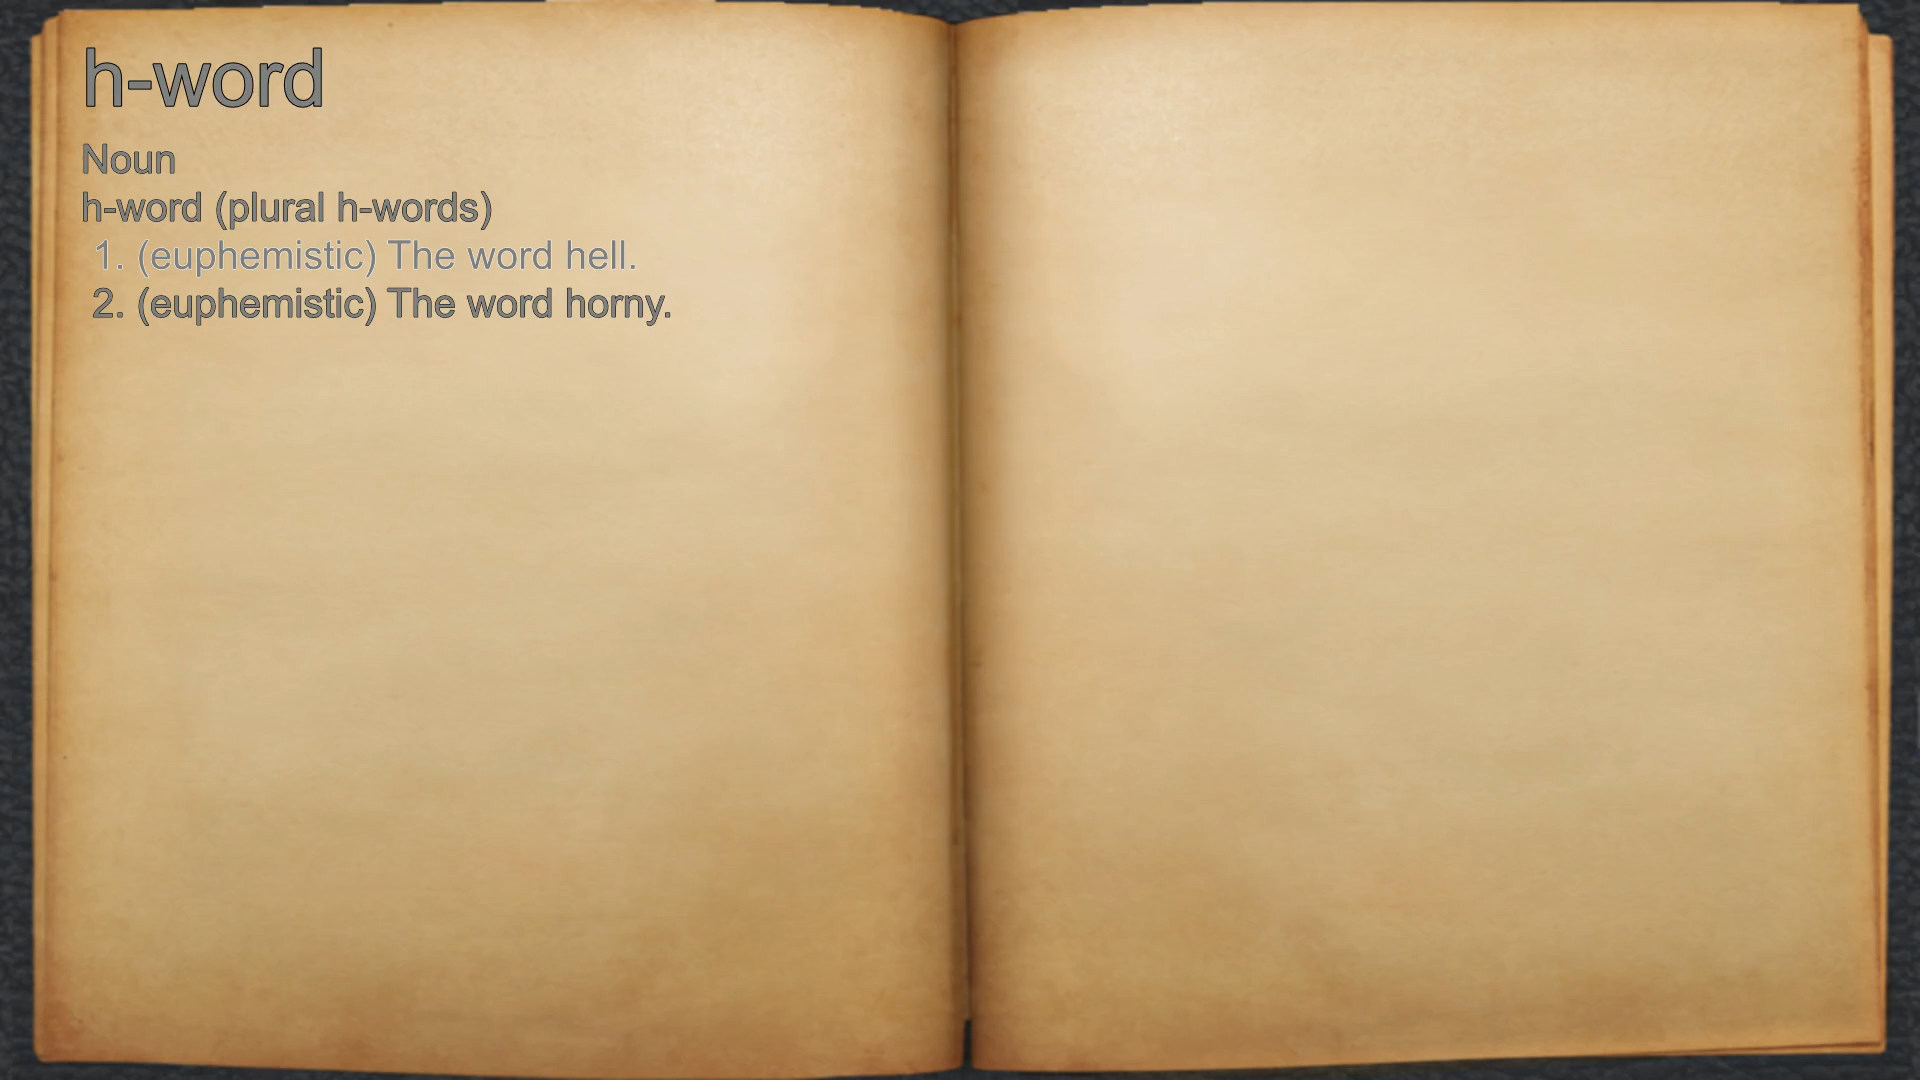 h-word
Noun
h-word (plural h-words)
1. (euphemistic) The word hell.
2. (euphemistic) The word horny.